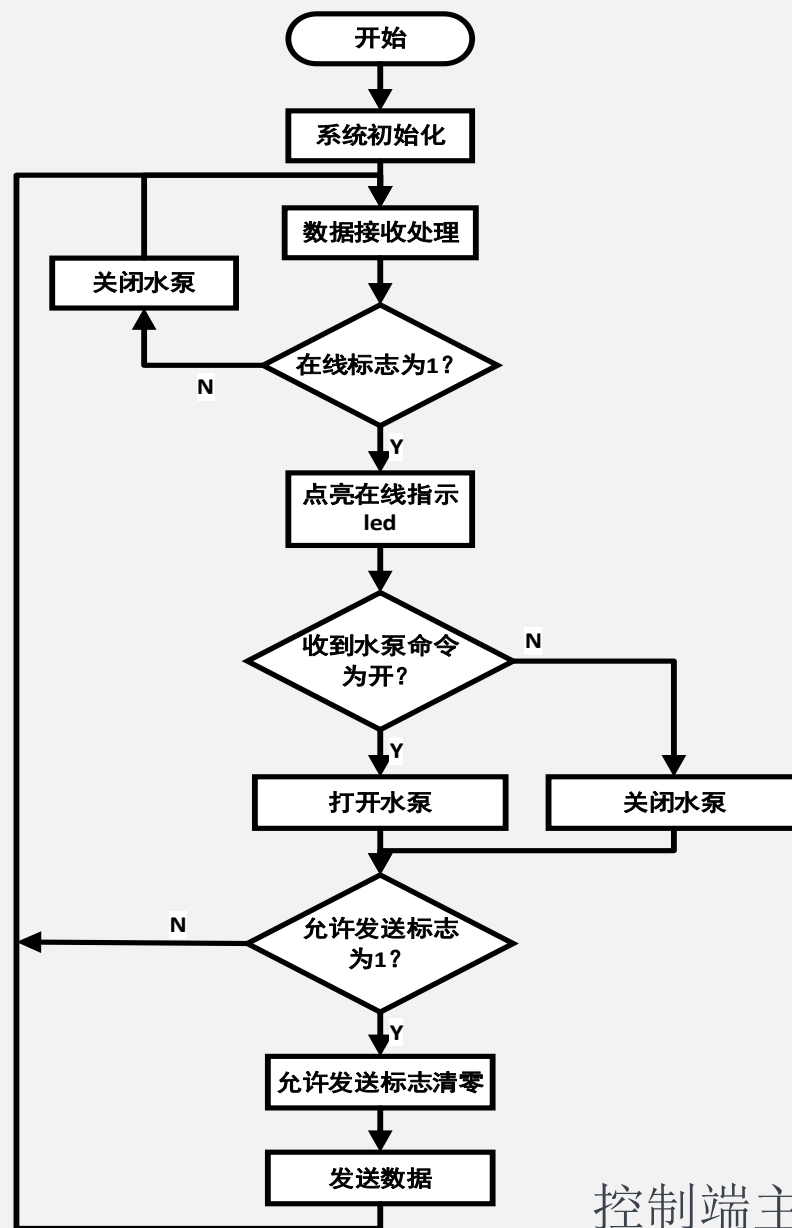 开始
系统初始化
数据接收处理
关闭水泵
在线标志为1?
N
Y
点亮在线指示
led
收到水泵命令
为开?
N
Y
打开水泵
关闭水泵
允许发送标志
为1?
N
Y
允许发送标志清零
发送数据
控制端主